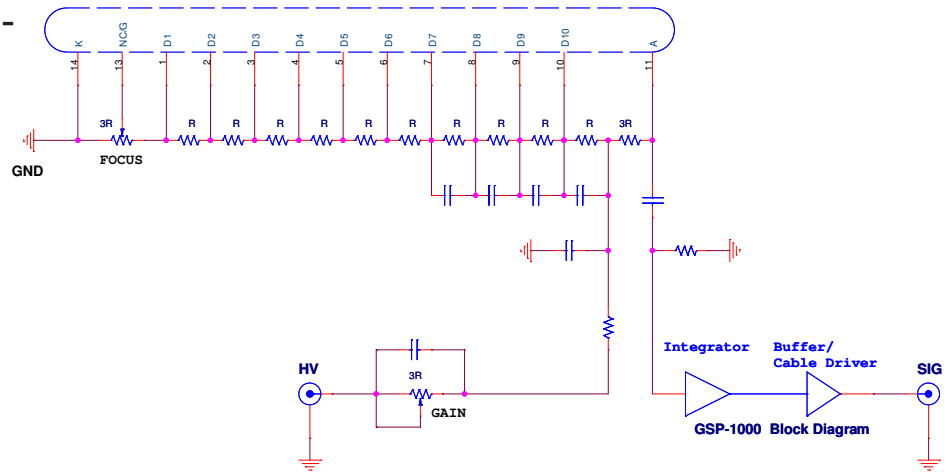 -
K NC/G D1 D2 D3 D4 D5 D6 D7 D8 D9 D10 A
14 13 1 2 3 4 5 6 7 8 9 10 11
3R R R R R R R R R R R 3R
FOCUS
GND
Integrator Buffer/
Cable Driver
HV 3R SIG
GAIN
GSP-1000 Block Diagram